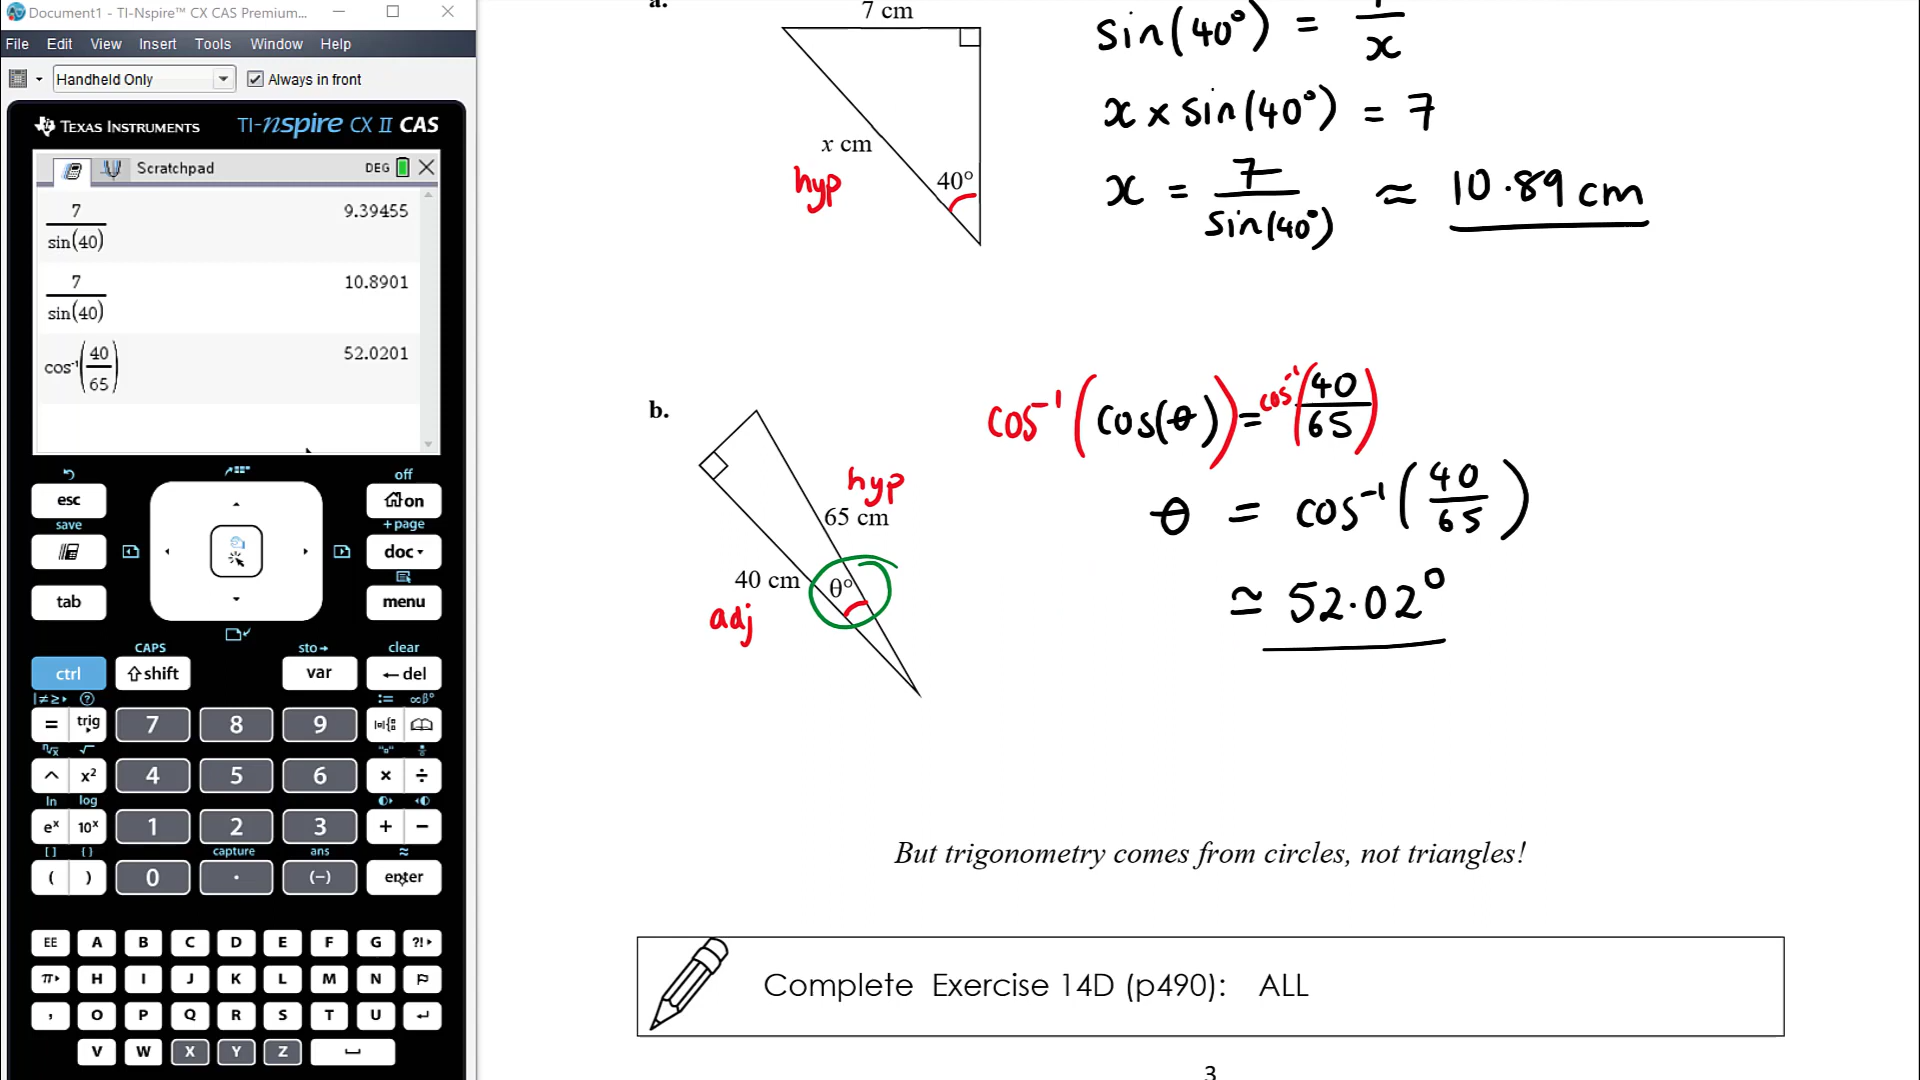 Document1 - TI-Nspire™ CX CAS Premium...
File Edit View Insert Tools Window Help
Handheld Only
Always in front
TEXAS INSTRUMENTS TI-nspire CX II CAS
Scratchpad DEG
7/sin(40) 9.39455
7/sin(40) 10.8901
cos⁻¹(40/65) 52.0201
off
esc on
save + page
doc
tab menu
CAPS sto→ clear
ctrl ⇧shift var ←del
|≠≥▸ ? := ∞β°
= trig 7 8 9
ⁿ√x √
^ x² 4 5 6 × ÷
ln log
eˣ 10ˣ 1 2 3 + −
[ ] { } capture ans ≈
( ) 0 . (−) enter
EE A B C D E F G ?!▸
π▸ H I J K L M N
, O P Q R S T U ↵
V W X Y Z
a.
7 cm
x cm
hyp
40°
sin(40°) = 7/x
x × sin(40°) = 7
x = 7/sin(40°) ≈ 10.89 cm
b.
hyp
65 cm
40 cm
adj
θ°
cos⁻¹(cos(θ)) = cos⁻¹(40/65)
θ = cos⁻¹(40/65)
≈ 52.02°
But trigonometry comes from circles, not triangles!
Complete Exercise 14D (p490): ALL
3